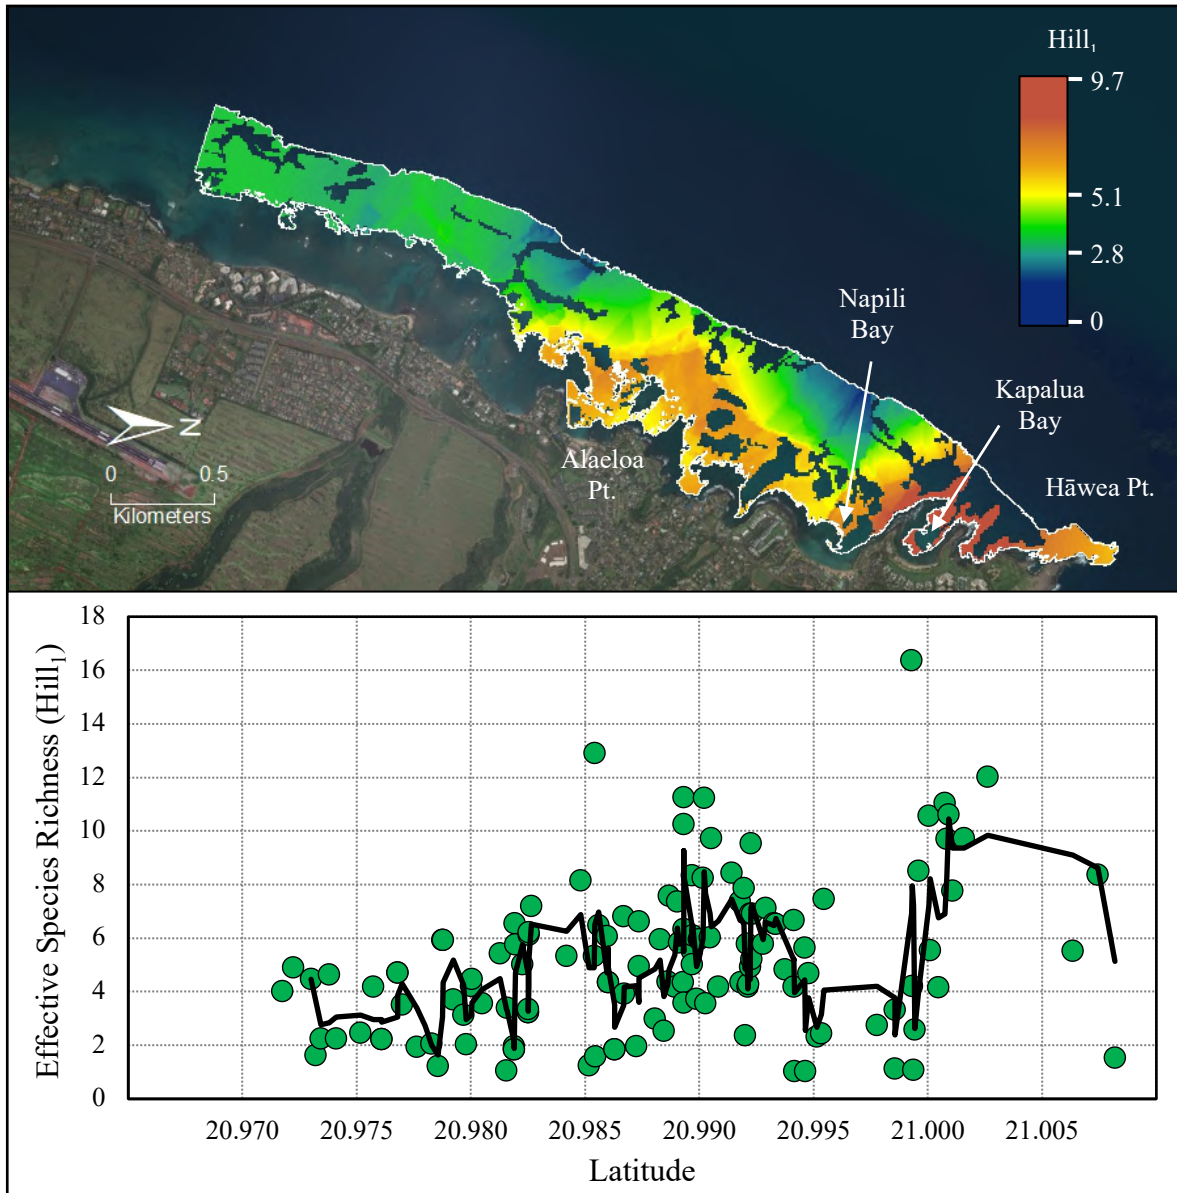 Hill₁
9.7
5.1
2.8
0
Napili
Bay
Kapalua
Bay
Alaeloa
Pt.
Hāwea Pt.
N
0 0.5
Kilometers
Effective Species Richness (Hill₁)
18
16
14
12
10
8
6
4
2
0
20.970 20.975 20.980 20.985 20.990 20.995 21.000 21.005
Latitude